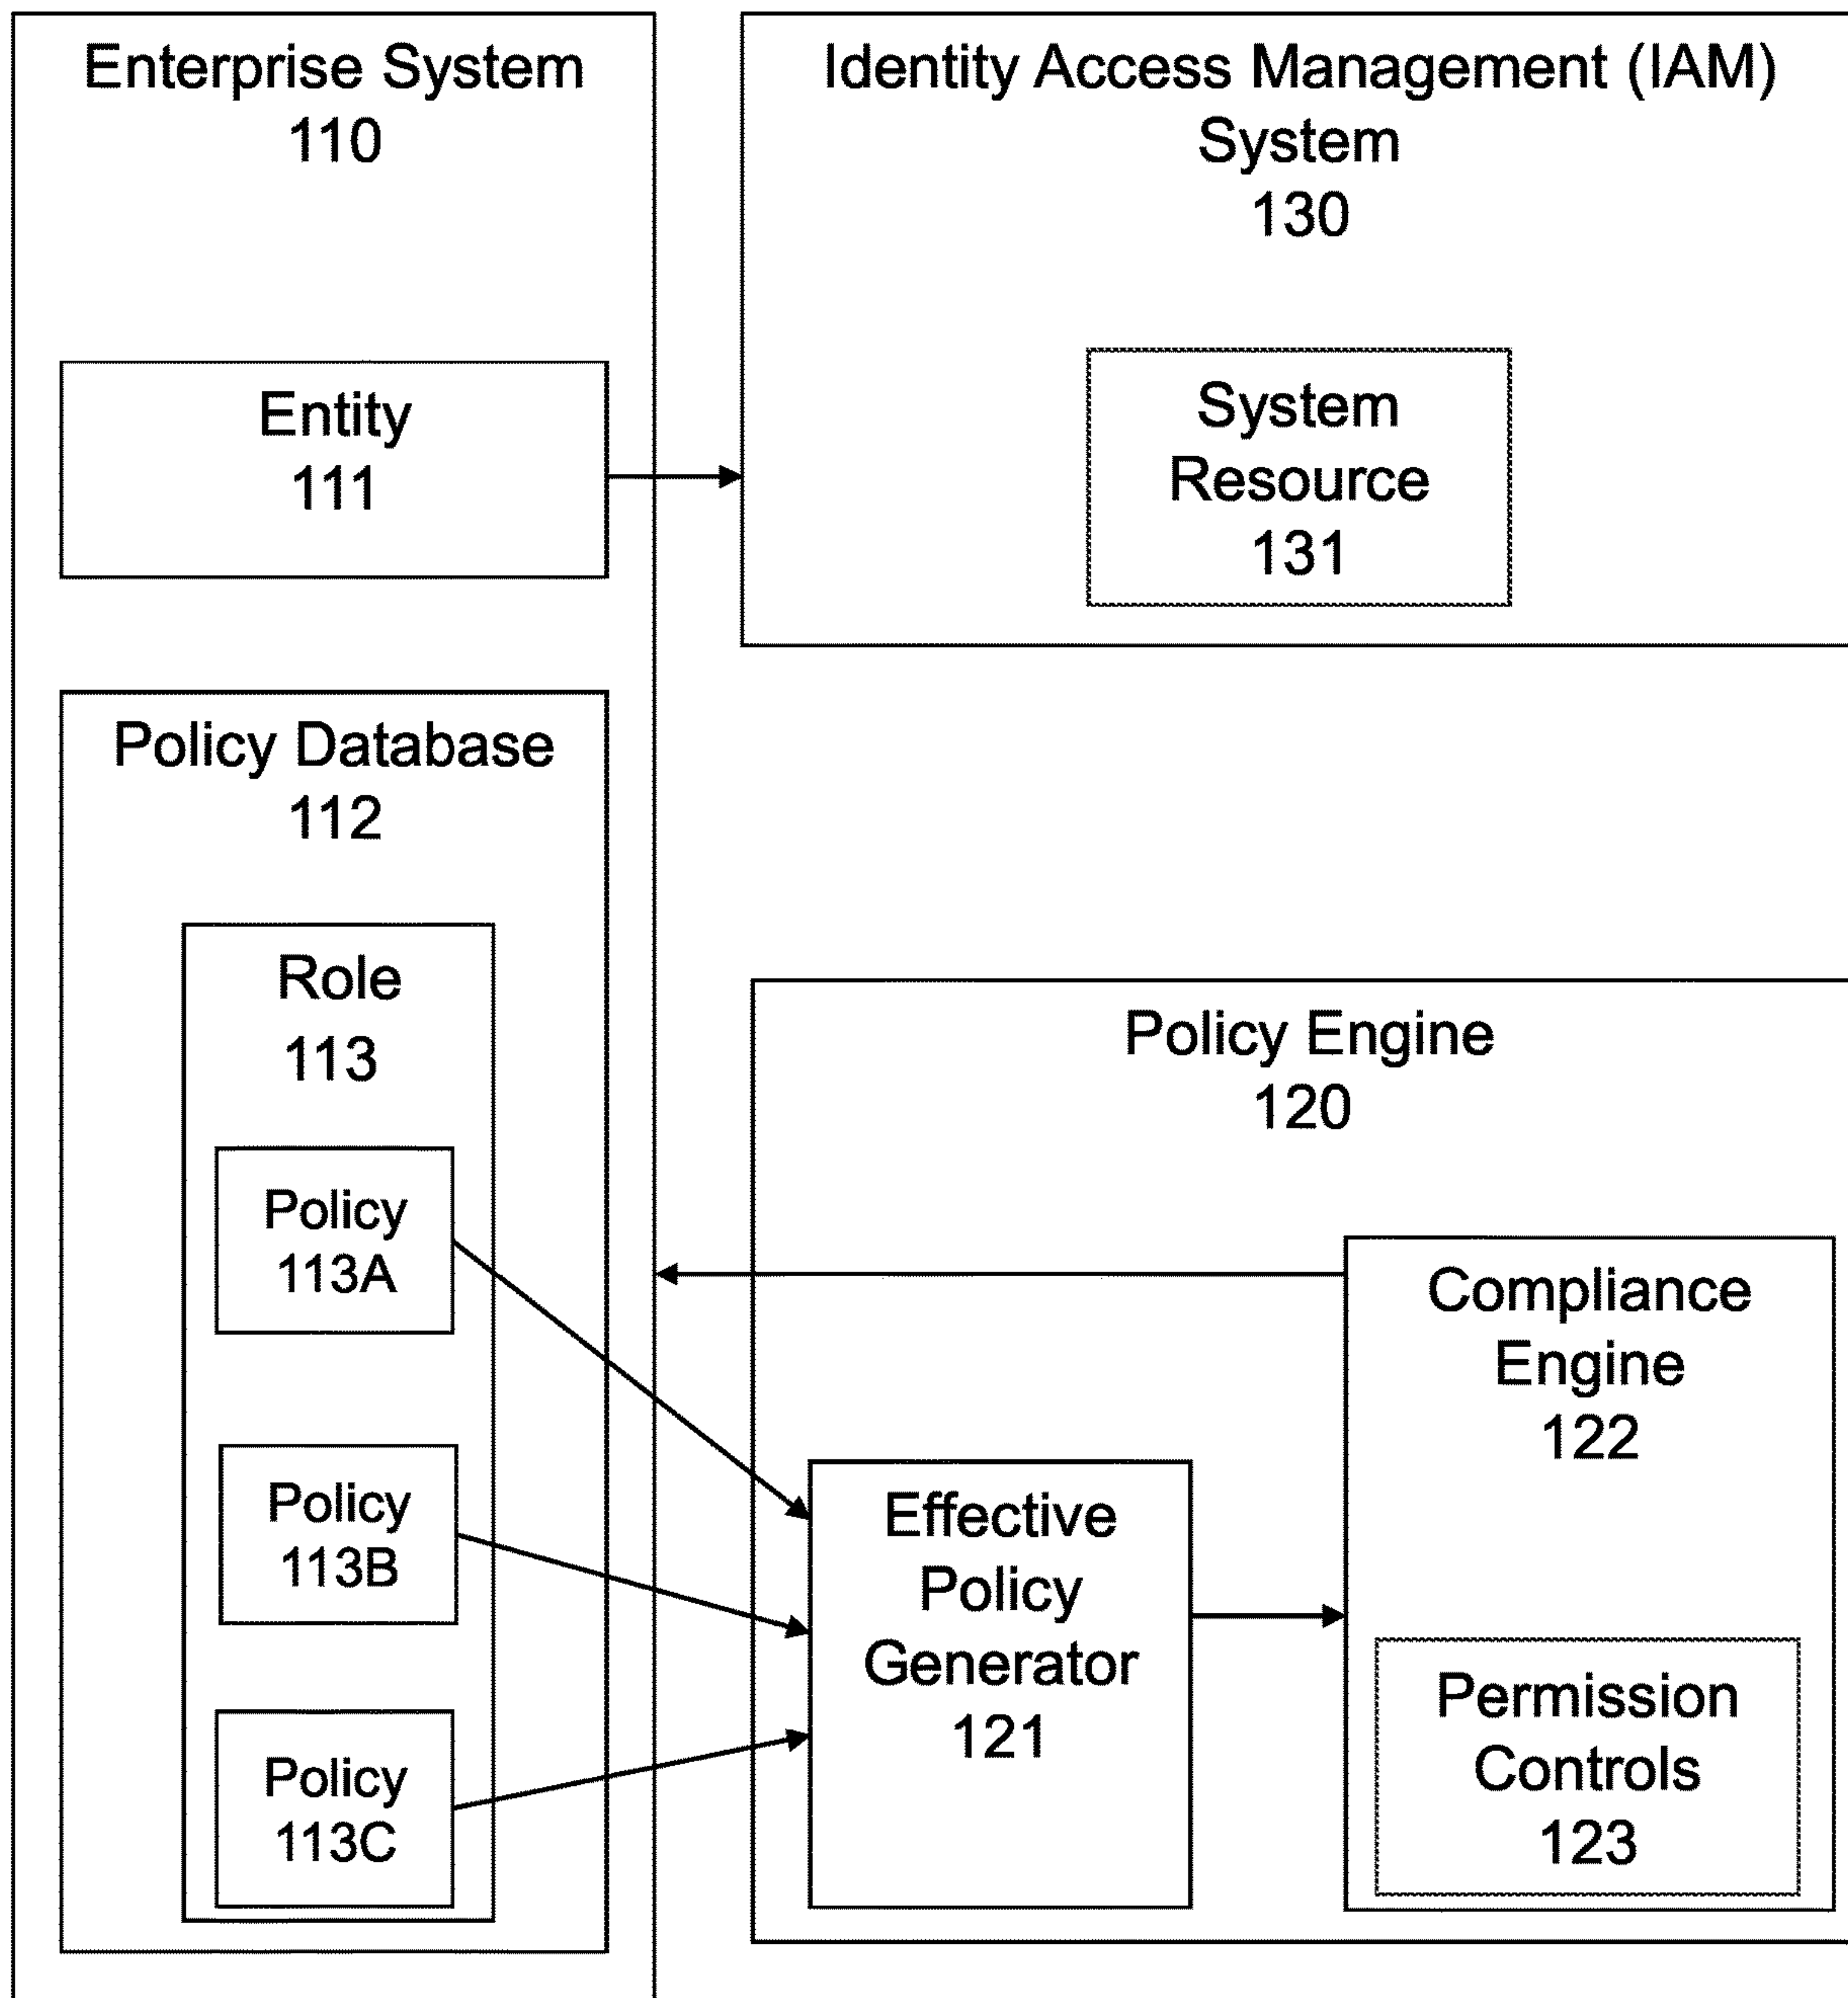 Enterprise System
110
Entity
111
Policy Database
112
Role
113
Policy
113A
Policy
113B
Policy
113C
Identity Access Management (IAM)
System
130
System
Resource
131
Policy Engine
120
Effective
Policy
Generator
121
Compliance
Engine
122
Permission
Controls
123